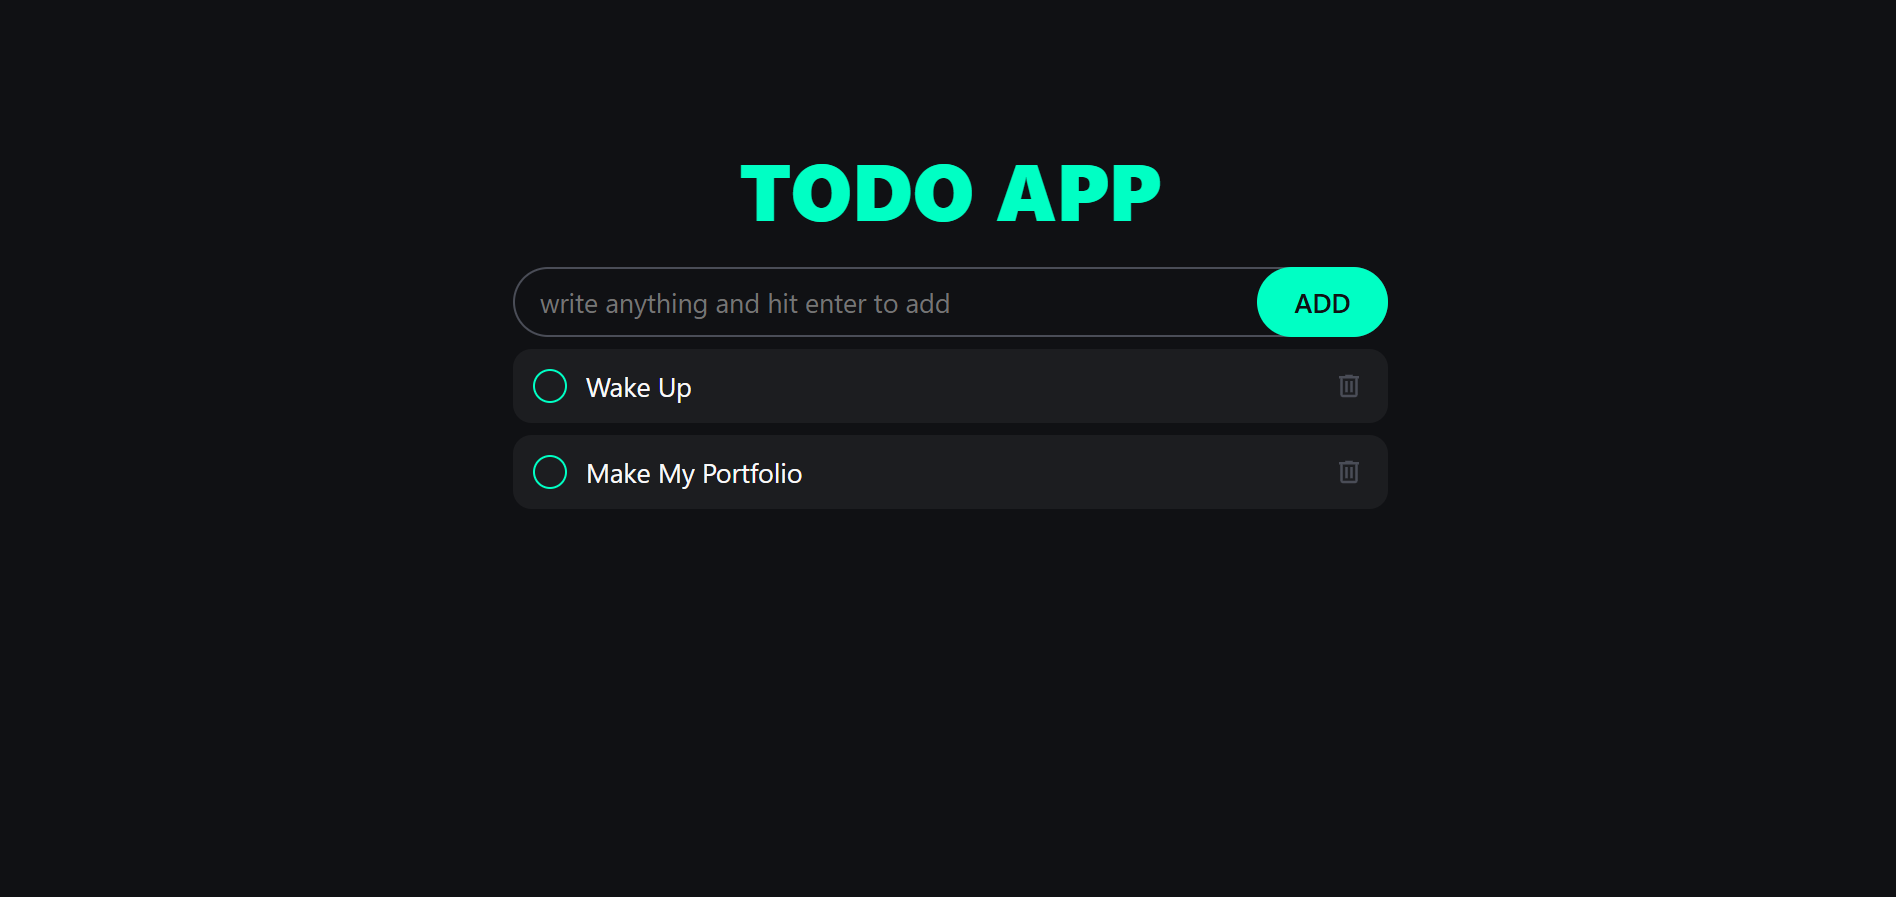 TODO APP
write anything and hit enter to add
ADD
Wake Up
Make My Portfolio